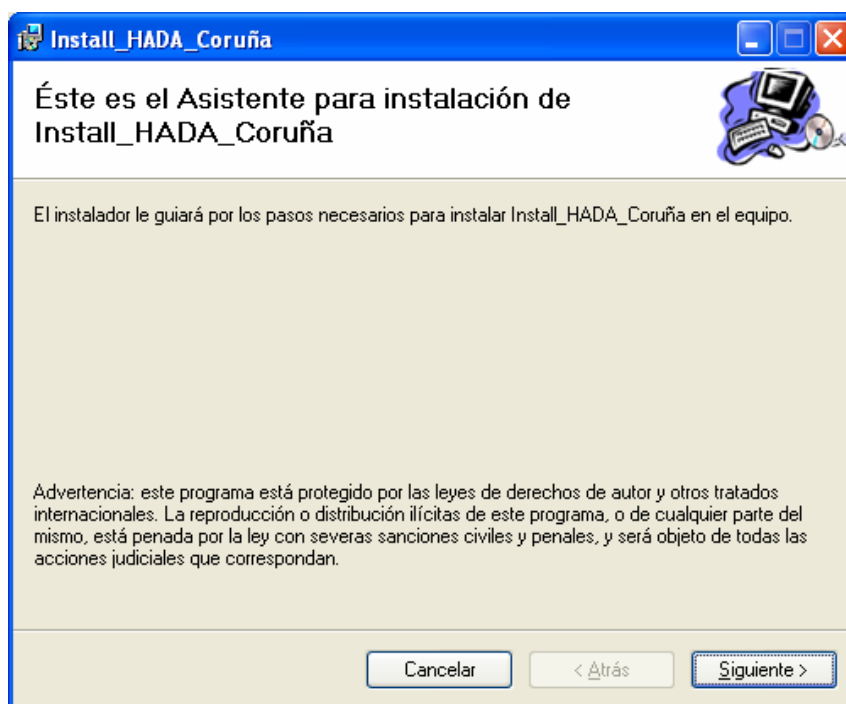 Install_HADA_Coruña
Éste es el Asistente para instalación de
Install_HADA_Coruña
El instalador le guiará por los pasos necesarios para instalar Install_HADA_Coruña en el equipo.
Advertencia: este programa está protegido por las leyes de derechos de autor y otros tratados
internacionales. La reproducción o distribución ilícitas de este programa, o de cualquier parte del
mismo, está penada por la ley con severas sanciones civiles y penales, y será objeto de todas las
acciones judiciales que correspondan.
Cancelar
< Atrás
Siguiente >